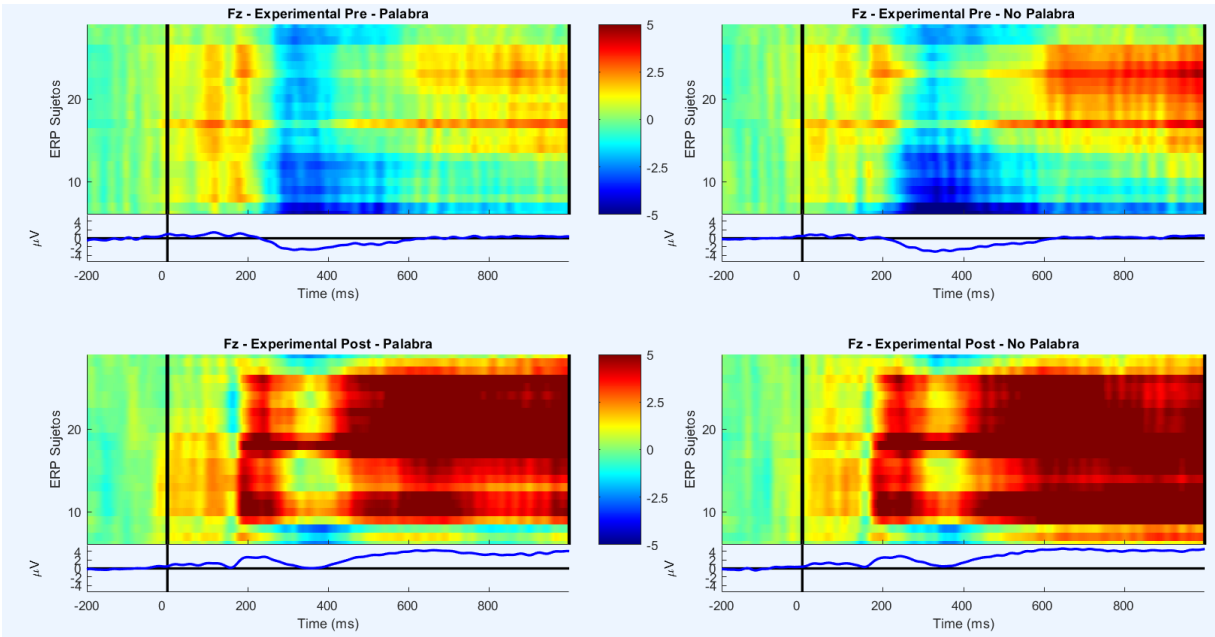 Fz - Experimental Pre - Palabra
ERP Sujetos
20
10
5
2.5
0
-2.5
-5
µV
4
2
0
-2
-4
-200 0 200 400 600 800
Time (ms)
Fz - Experimental Pre - No Palabra
ERP Sujetos
20
10
µV
4
2
0
-2
-4
-200 0 200 400 600 800
Time (ms)
Fz - Experimental Post - Palabra
ERP Sujetos
20
10
5
2.5
0
-2.5
-5
µV
4
2
0
-2
-4
-200 0 200 400 600 800
Time (ms)
Fz - Experimental Post - No Palabra
ERP Sujetos
20
10
µV
4
2
0
-2
-4
-200 0 200 400 600 800
Time (ms)